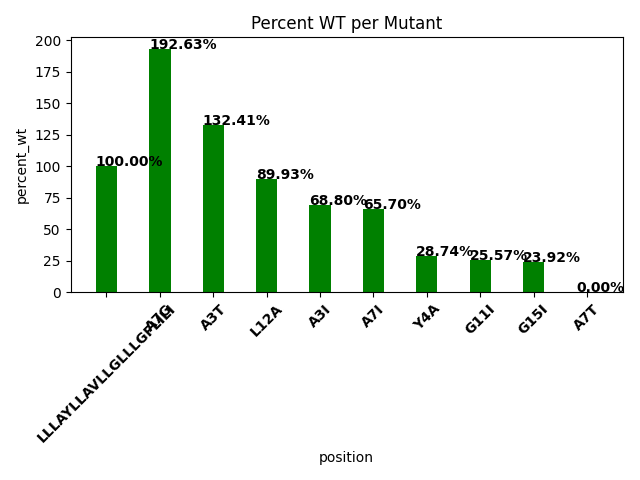 Percent WT per Mutant
percent_wt
200
175
150
125
100
75
50
25
0
100.00%
192.63%
132.41%
89.93%
68.80%
65.70%
28.74%
25.57%
23.92%
0.00%
A7G
A3T
L12A
A3I
A7I
Y4A
G11I
G15I
A7T
position